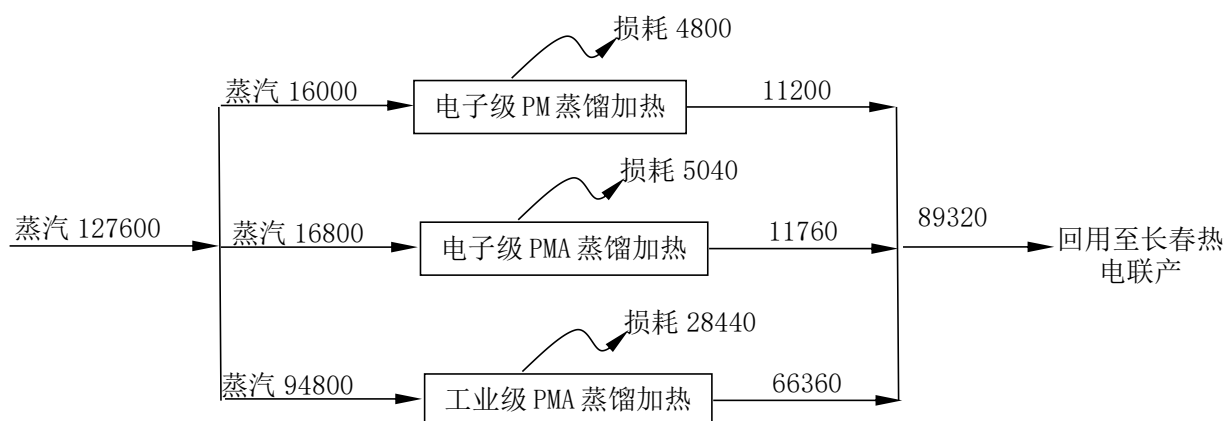 损耗 4800
蒸汽 16000
电子级 PM 蒸馏加热
11200
损耗 5040
蒸汽 127600
蒸汽 16800
电子级 PMA 蒸馏加热
11760
89320
回用至长春热
电联产
损耗 28440
蒸汽 94800
工业级 PMA 蒸馏加热
66360